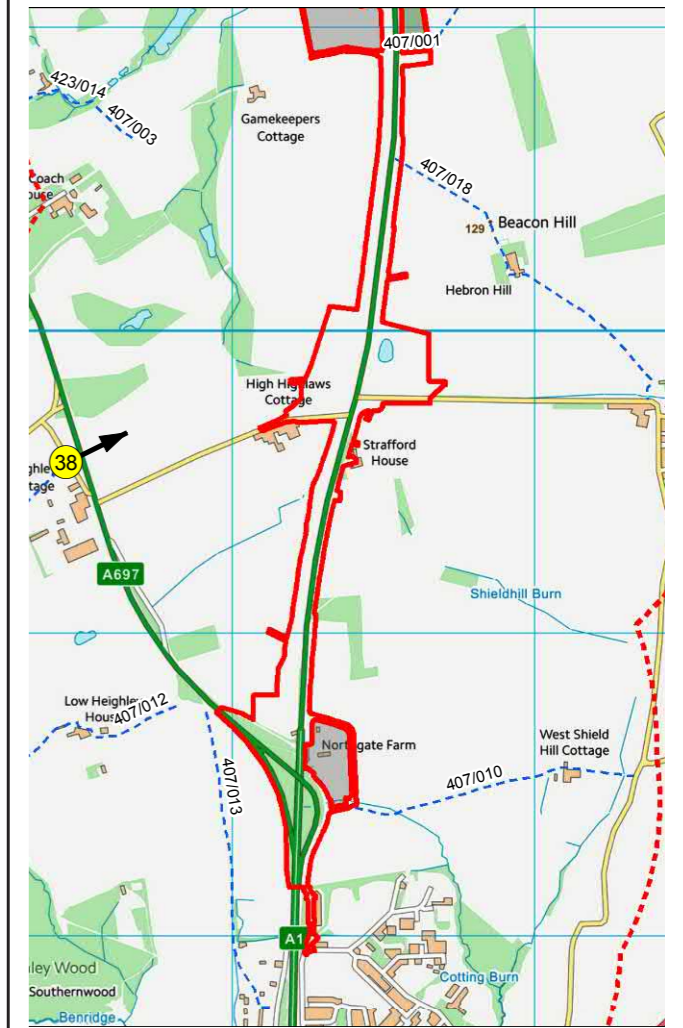 407/001
423/014
407/003
Gamekeepers
Cottage
Coach
407/018
129
Beacon Hill
Hebron Hill
High Highlaws
Cottage
38
Strafford
House
A697
Shieldhill Burn
Low Heighley
House
407/012
407/013
Northgate Farm
West Shield
Hill Cottage
407/010
A1
Wood
Southernwood
Cotting Burn
Benridge